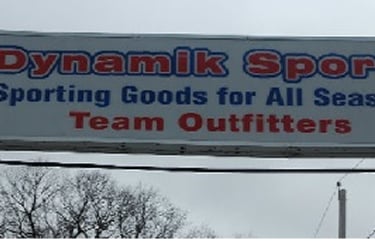 Dynamik Spor
Sporting Goods for All Seas
Team Outfitters